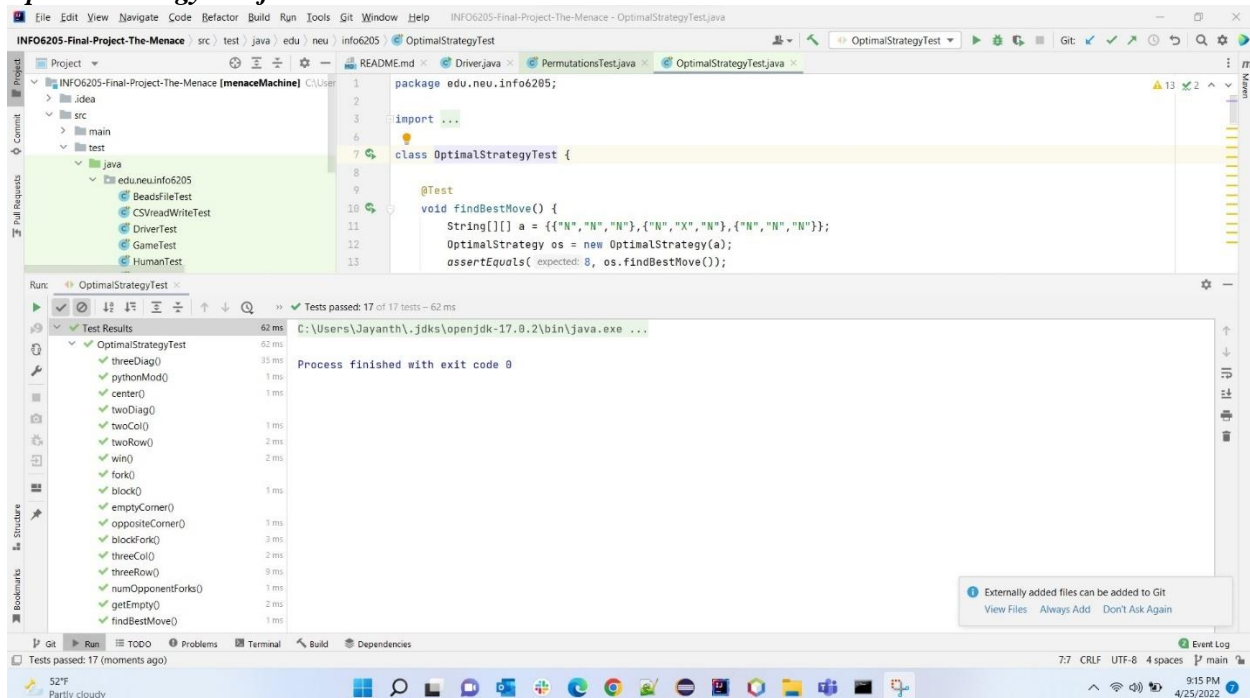 File Edit View Navigate Code Refactor Build Run Tools Git Window Help INFO6205-Final-Project-The-Menace - OptimalStrategyTest.java
INFO6205-Final-Project-The-Menace src test java edu neu info6205 OptimalStrategyTest
OptimalStrategyTest Git:
Project
README.md Driver.java PermutationsTest.java OptimalStrategyTest.java
INFO6205-Final-Project-The-Menace [menaceMachine] C:\User
.idea
src
main
test
java
edu.neu.info6205
BeadsFileTest
CSVreadWriteTest
DriverTest
GameTest
HumanTest
1 package edu.neu.info6205;
2
3 import ...
6
7 class OptimalStrategyTest {
8
9 @Test
10 void findBestMove() {
11 String[][] a = {{"N","N","N"},{"N","X","N"},{"N","N","N"}};
12 OptimalStrategy os = new OptimalStrategy(a);
13 assertEquals( expected: 8, os.findBestMove());
13 2
Project
Commit
Pull Requests
Structure
Bookmarks
Maven
Run: OptimalStrategyTest
Tests passed: 17 of 17 tests – 62 ms
Test Results 62 ms
OptimalStrategyTest 62 ms
threeDiag() 35 ms
pythonMod() 1 ms
center() 1 ms
twoDiag()
twoCol() 1 ms
twoRow() 2 ms
win() 2 ms
fork()
block() 1 ms
emptyCorner()
oppositeCorner() 1 ms
blockFork() 3 ms
threeCol() 2 ms
threeRow() 9 ms
numOpponentForks() 1 ms
getEmpty() 2 ms
findBestMove() 1 ms
C:\Users\Jayanth\.jdks\openjdk-17.0.2\bin\java.exe ...
Process finished with exit code 0
Externally added files can be added to Git
View Files Always Add Don't Ask Again
Git Run TODO Problems Terminal Build Dependencies Event Log
Tests passed: 17 (moments ago) 7:7 CRLF UTF-8 4 spaces main
52°F
Partly cloudy
9:15 PM
4/25/2022